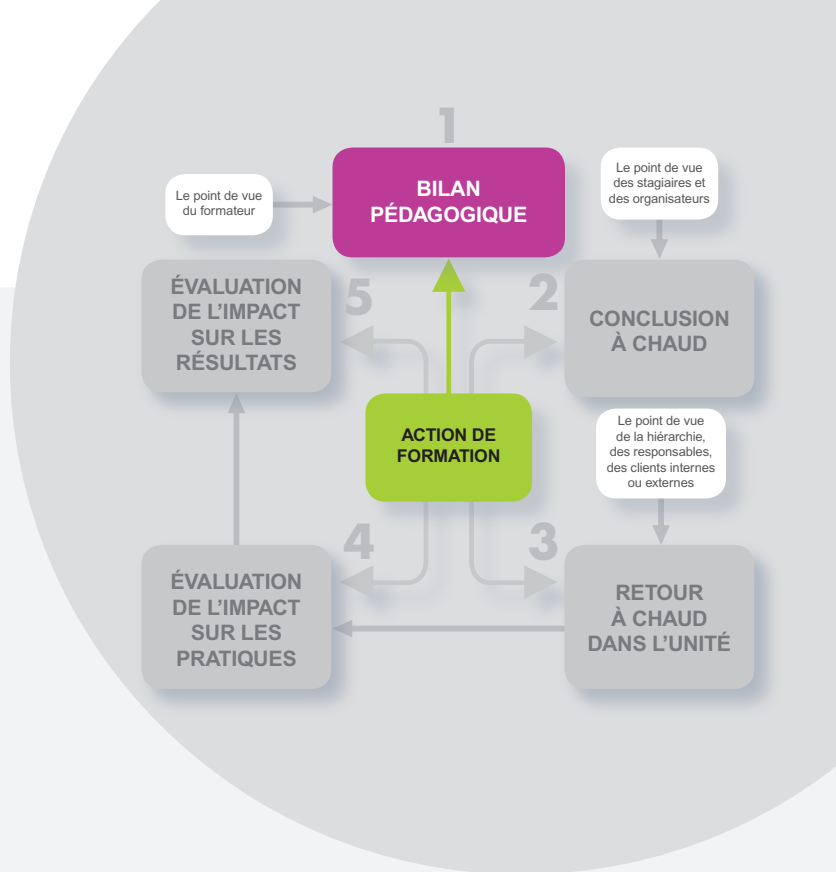 1
BILAN
PÉDAGOGIQUE
Le point de vue
du formateur
Le point de vue
des stagiaires et
des organisateurs
2
CONCLUSION
À CHAUD
5
ÉVALUATION
DE L’IMPACT
SUR LES
RÉSULTATS
ACTION DE
FORMATION
Le point de vue
de la hiérarchie,
des responsables,
des clients internes
ou externes
3
RETOUR
À CHAUD
DANS L’UNITÉ
4
ÉVALUATION
DE L’IMPACT
SUR LES
PRATIQUES